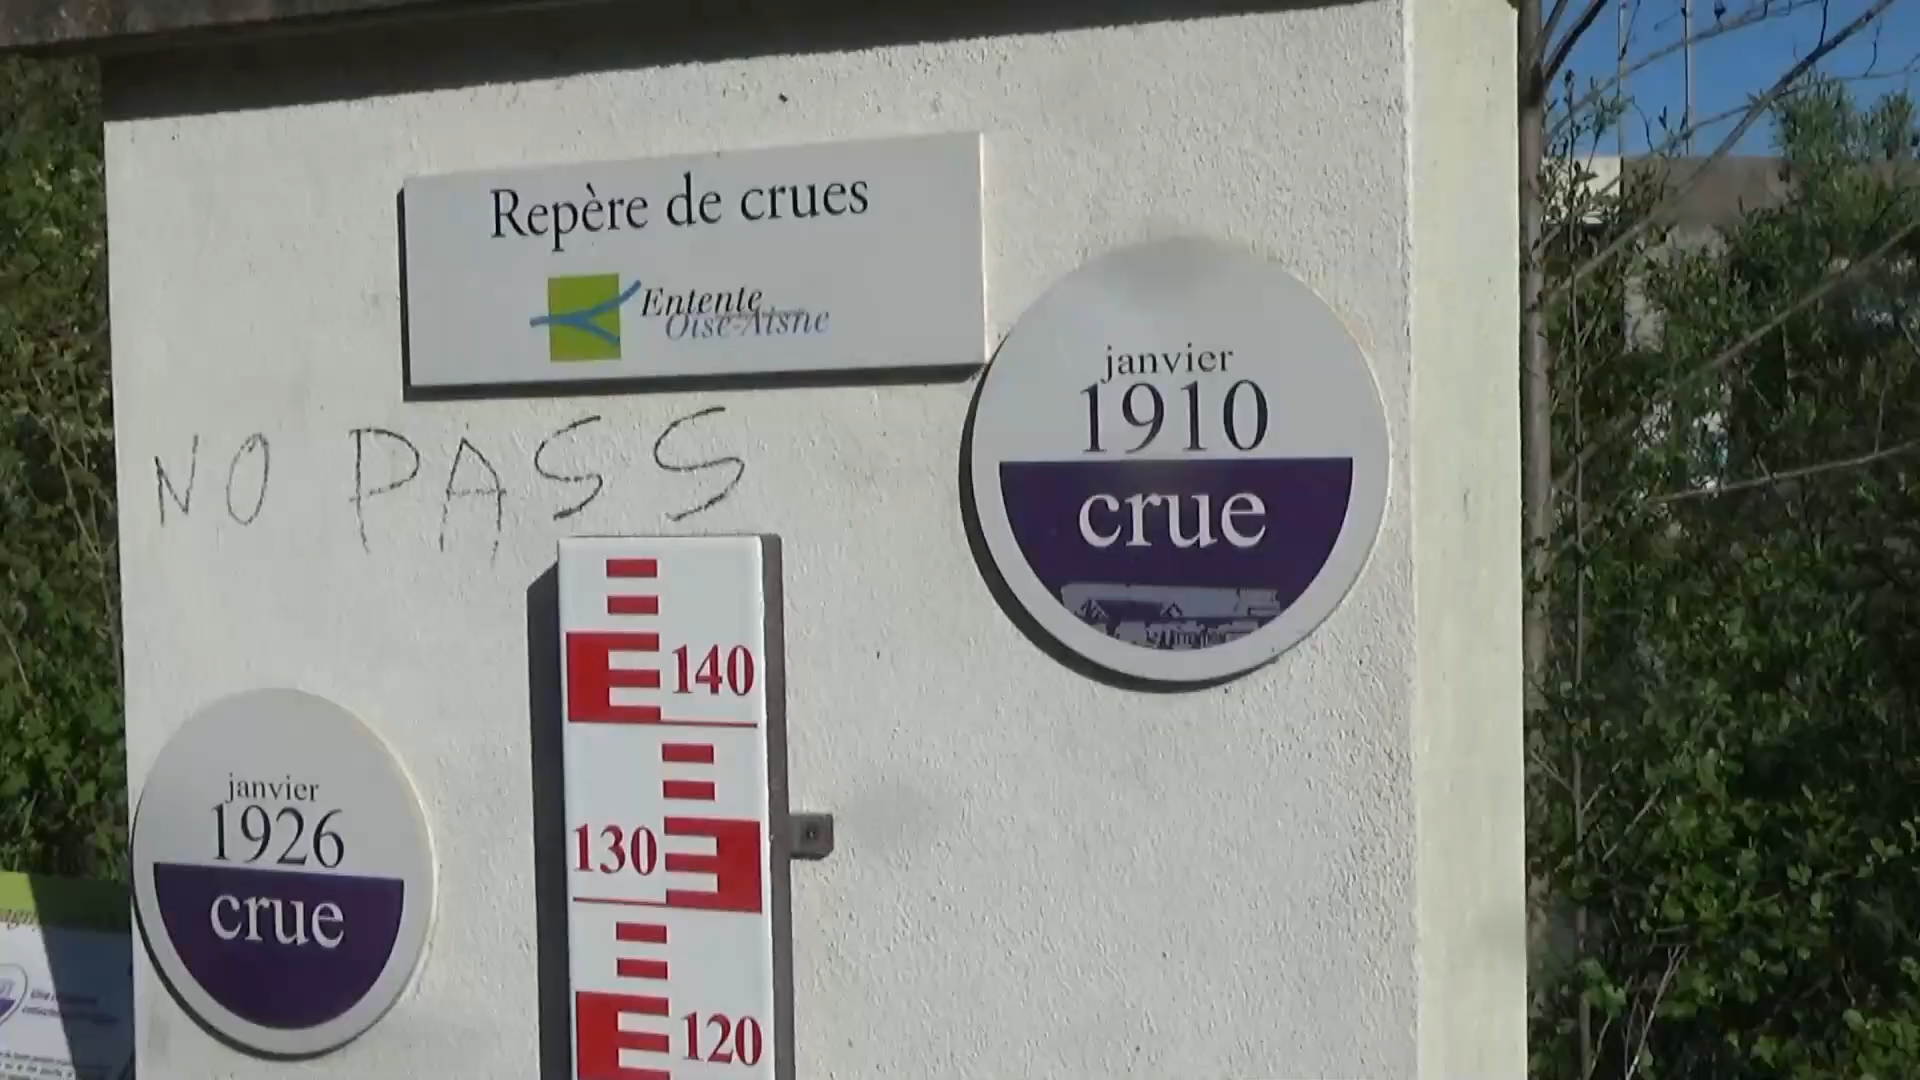 Repère de crues
Entente
Oise-Aisne
NO PASS
janvier
1910
crue
140
130
120
janvier
1926
crue